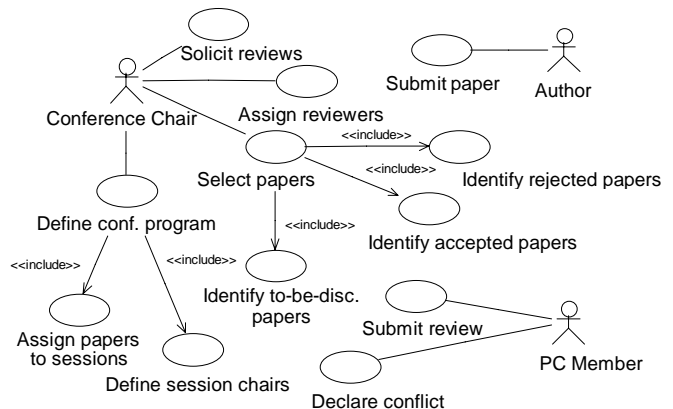 Solicit reviews
Submit paper
Author
Assign reviewers
Conference Chair
<<include>>
Select papers
<<include>>
Identify rejected papers
Define conf. program
<<include>>
Identify accepted papers
<<include>>
<<include>>
Identify to-be-disc.
papers
Assign papers
to sessions
Submit review
PC Member
Define session chairs
Declare conflict